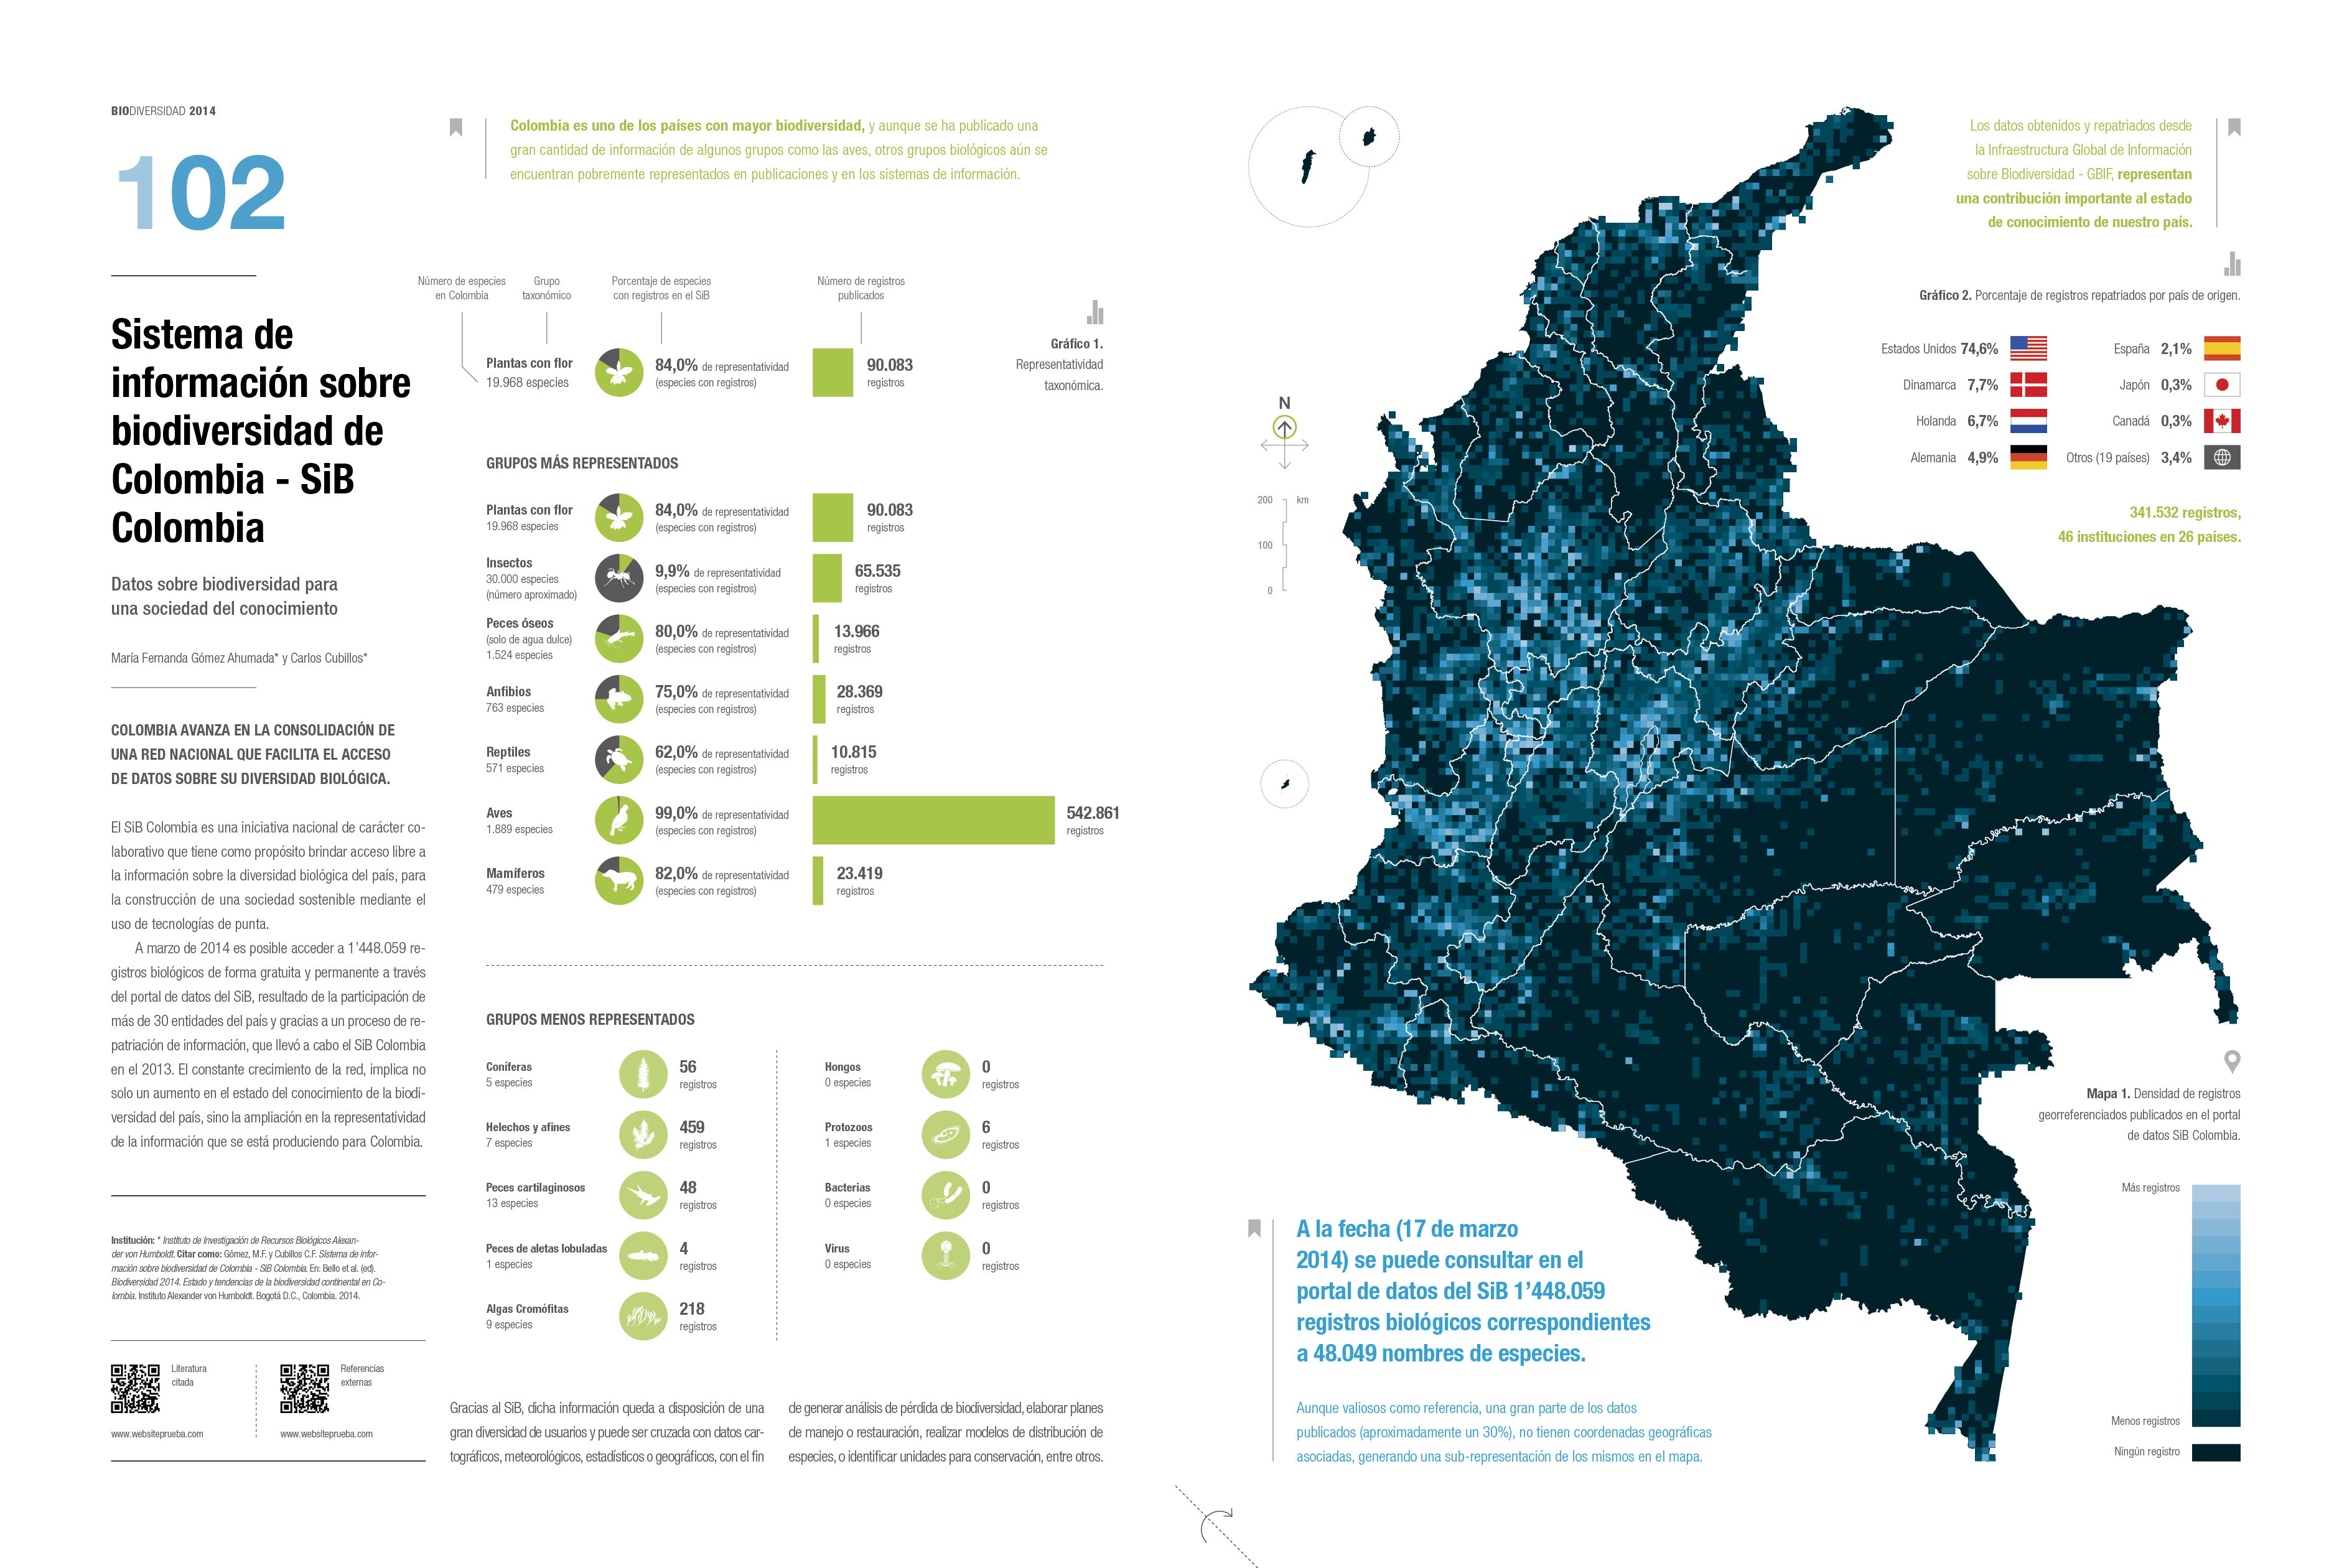 BIODIVERSIDAD 2014
102
Sistema de
información sobre
biodiversidad de
Colombia - SiB
Colombia
Datos sobre biodiversidad para
una sociedad del conocimiento
María Fernanda Gómez Ahumada* y Carlos Cubillos*
COLOMBIA AVANZA EN LA CONSOLIDACIÓN DE
UNA RED NACIONAL QUE FACILITA EL ACCESO
DE DATOS SOBRE SU DIVERSIDAD BIOLÓGICA.
El SiB Colombia es una iniciativa nacional de carácter co-
laborativo que tiene como propósito brindar acceso libre a
la información sobre la diversidad biológica del país, para
la construcción de una sociedad sostenible mediante el
uso de tecnologías de punta.
A marzo de 2014 es posible acceder a 1’448.059 re-
gistros biológicos de forma gratuita y permanente a través
del portal de datos del SiB, resultado de la participación de
más de 30 entidades del país y gracias a un proceso de re-
patriación de información, que llevó a cabo el SiB Colombia
en el 2013. El constante crecimiento de la red, implica no
solo un aumento en el estado del conocimiento de la biodi-
versidad del país, sino la ampliación en la representatividad
de la información que se está produciendo para Colombia.
Institución: * Instituto de Investigación de Recursos Biológicos Alexan-
der von Humboldt. Citar como: Gómez, M.F. y Cubillos C.F. Sistema de infor-
mación sobre biodiversidad de Colombia - SiB Colombia. En: Bello et al. (ed).
Biodiversidad 2014. Estado y tendencias de la biodiversidad continental en Co-
lombia. Instituto Alexander von Humboldt. Bogotá D.C., Colombia. 2014.
Literatura
citada
www.websiteprueba.com
Referencias
externas
www.websiteprueba.com
Colombia es uno de los países con mayor biodiversidad, y aunque se ha publicado una
gran cantidad de información de algunos grupos como las aves, otros grupos biológicos aún se
encuentran pobremente representados en publicaciones y en los sistemas de información.
Número de especies
en Colombia
Grupo
taxonómico
Porcentaje de especies
con registros en el SiB
Número de registros
publicados
Plantas con flor
19.968 especies
84,0% de representatividad
(especies con registros)
90.083
registros
Gráfico 1.
Representatividad
taxonómica.
GRUPOS MÁS REPRESENTADOS
Plantas con flor
19.968 especies
84,0% de representatividad
(especies con registros)
90.083
registros
Insectos
30.000 especies
(número aproximado)
9,9% de representatividad
(especies con registros)
65.535
registros
Peces óseos
(solo de agua dulce)
1.524 especies
80,0% de representatividad
(especies con registros)
13.966
registros
Anfibios
763 especies
75,0% de representatividad
(especies con registros)
28.369
registros
Reptiles
571 especies
62,0% de representatividad
(especies con registros)
10.815
registros
Aves
1.889 especies
99,0% de representatividad
(especies con registros)
542.861
registros
Mamíferos
479 especies
82,0% de representatividad
(especies con registros)
23.419
registros
GRUPOS MENOS REPRESENTADOS
Coníferas
5 especies
56
registros
Helechos y afines
7 especies
459
registros
Peces cartilaginosos
13 especies
48
registros
Peces de aletas lobuladas
1 especies
4
registros
Algas Cromófitas
9 especies
218
registros
Hongos
0 especies
0
registros
Protozoos
1 especies
6
registros
Bacterias
0 especies
0
registros
Virus
0 especies
0
registros
Gracias al SiB, dicha información queda a disposición de una
gran diversidad de usuarios y puede ser cruzada con datos car-
tográficos, meteorológicos, estadísticos o geográficos, con el fin
de generar análisis de pérdida de biodiversidad, elaborar planes
de manejo o restauración, realizar modelos de distribución de
especies, o identificar unidades para conservación, entre otros.
Los datos obtenidos y repatriados desde
la Infraestructura Global de Información
sobre Biodiversidad - GBIF, representan
una contribución importante al estado
de conocimiento de nuestro país.
Gráfico 2. Porcentaje de registros repatriados por país de origen.
Estados Unidos 74,6%
España 2,1%
Dinamarca 7,7%
Japón 0,3%
Holanda 6,7%
Canadá 0,3%
Alemania 4,9%
Otros (19 países) 3,4%
341.532 registros,
46 instituciones en 26 países.
N
200 km
100
0
Mapa 1. Densidad de registros
georreferenciados publicados en el portal
de datos SiB Colombia.
Más registros
Menos registros
Ningún registro
A la fecha (17 de marzo
2014) se puede consultar en el
portal de datos del SiB 1’448.059
registros biológicos correspondientes
a 48.049 nombres de especies.
Aunque valiosos como referencia, una gran parte de los datos
publicados (aproximadamente un 30%), no tienen coordenadas geográficas
asociadas, generando una sub-representación de los mismos en el mapa.